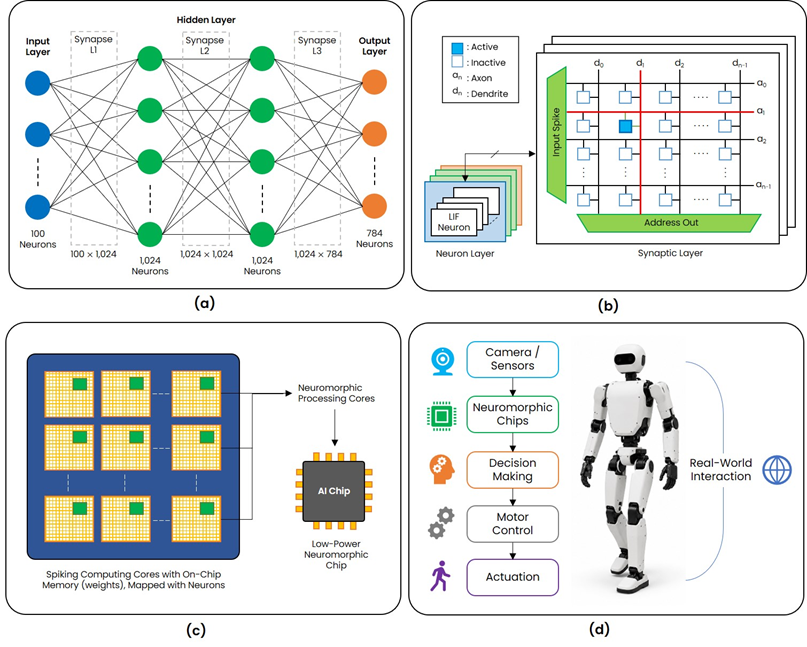 Hidden Layer
Input
Layer
Synapse
L1
Synapse
L2
Synapse
L3
Output
Layer
100
Neurons
100 × 1,024
1,024
Neurons
1,024 × 1,024
1,024
Neurons
1,024 × 784
784
Neurons
(a)
: Active
: Inactive
an : Axon
dn : Dendrite
d0
d1
d2
dn-1
a0
a1
a2
an-1
Input Spike
Address Out
LIF
Neuron
Neuron Layer
Synaptic Layer
(b)
Neuromorphic
Processing Cores
AI Chip
Low-Power
Neuromorphic
Chip
Spiking Computing Cores with On-Chip
Memory (weights), Mapped with Neurons
(c)
Camera /
Sensors
Neuromorphic
Chips
Decision
Making
Motor
Control
Actuation
Real-World
Interaction
(d)